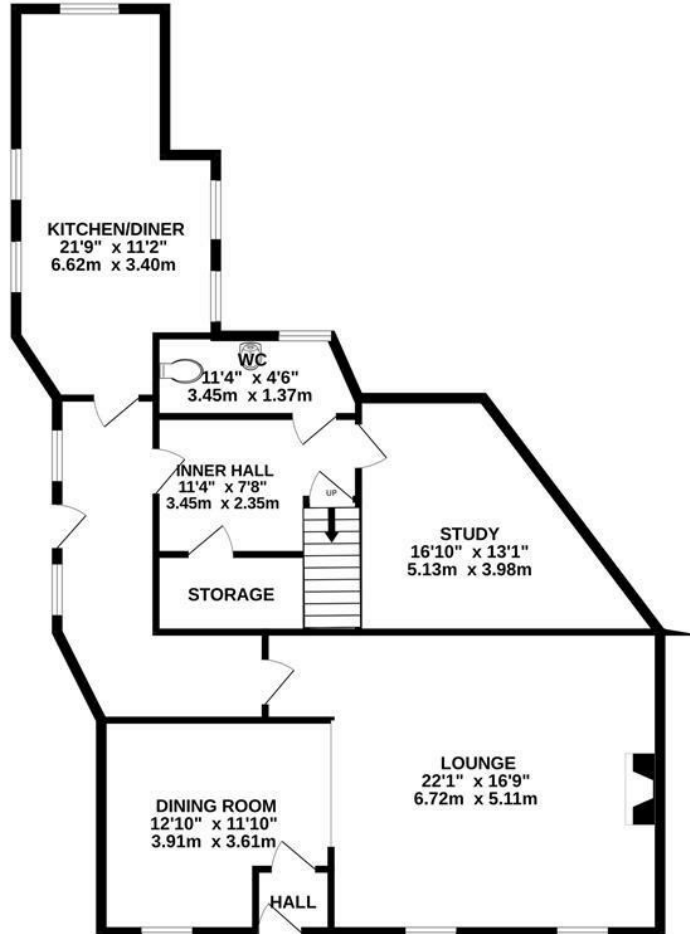 KITCHEN/DINER
21'9" x 11'2"
6.62m x 3.40m
WC
11'4" x 4'6"
3.45m x 1.37m
INNER HALL
11'4" x 7'8"
3.45m x 2.35m
UP
STUDY
16'10" x 13'1"
5.13m x 3.98m
STORAGE
LOUNGE
22'1" x 16'9"
6.72m x 5.11m
DINING ROOM
12'10" x 11'10"
3.91m x 3.61m
HALL